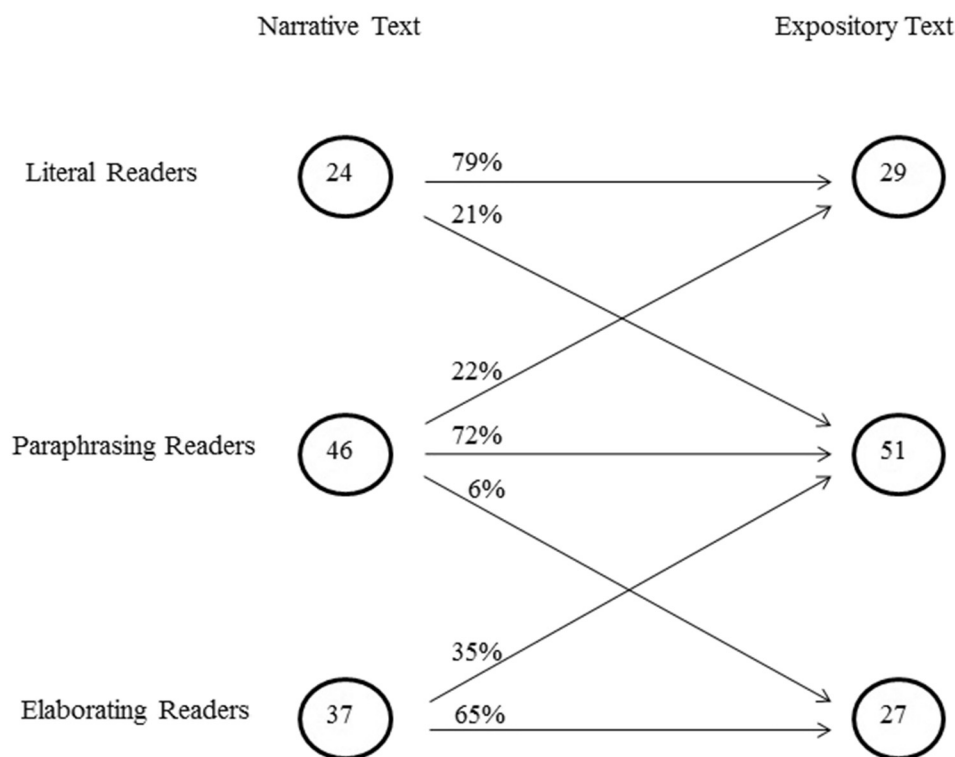 Narrative Text
Expository Text
Literal Readers
24
79%
29
21%
22%
Paraphrasing Readers
46
72%
51
6%
35%
Elaborating Readers
37
65%
27